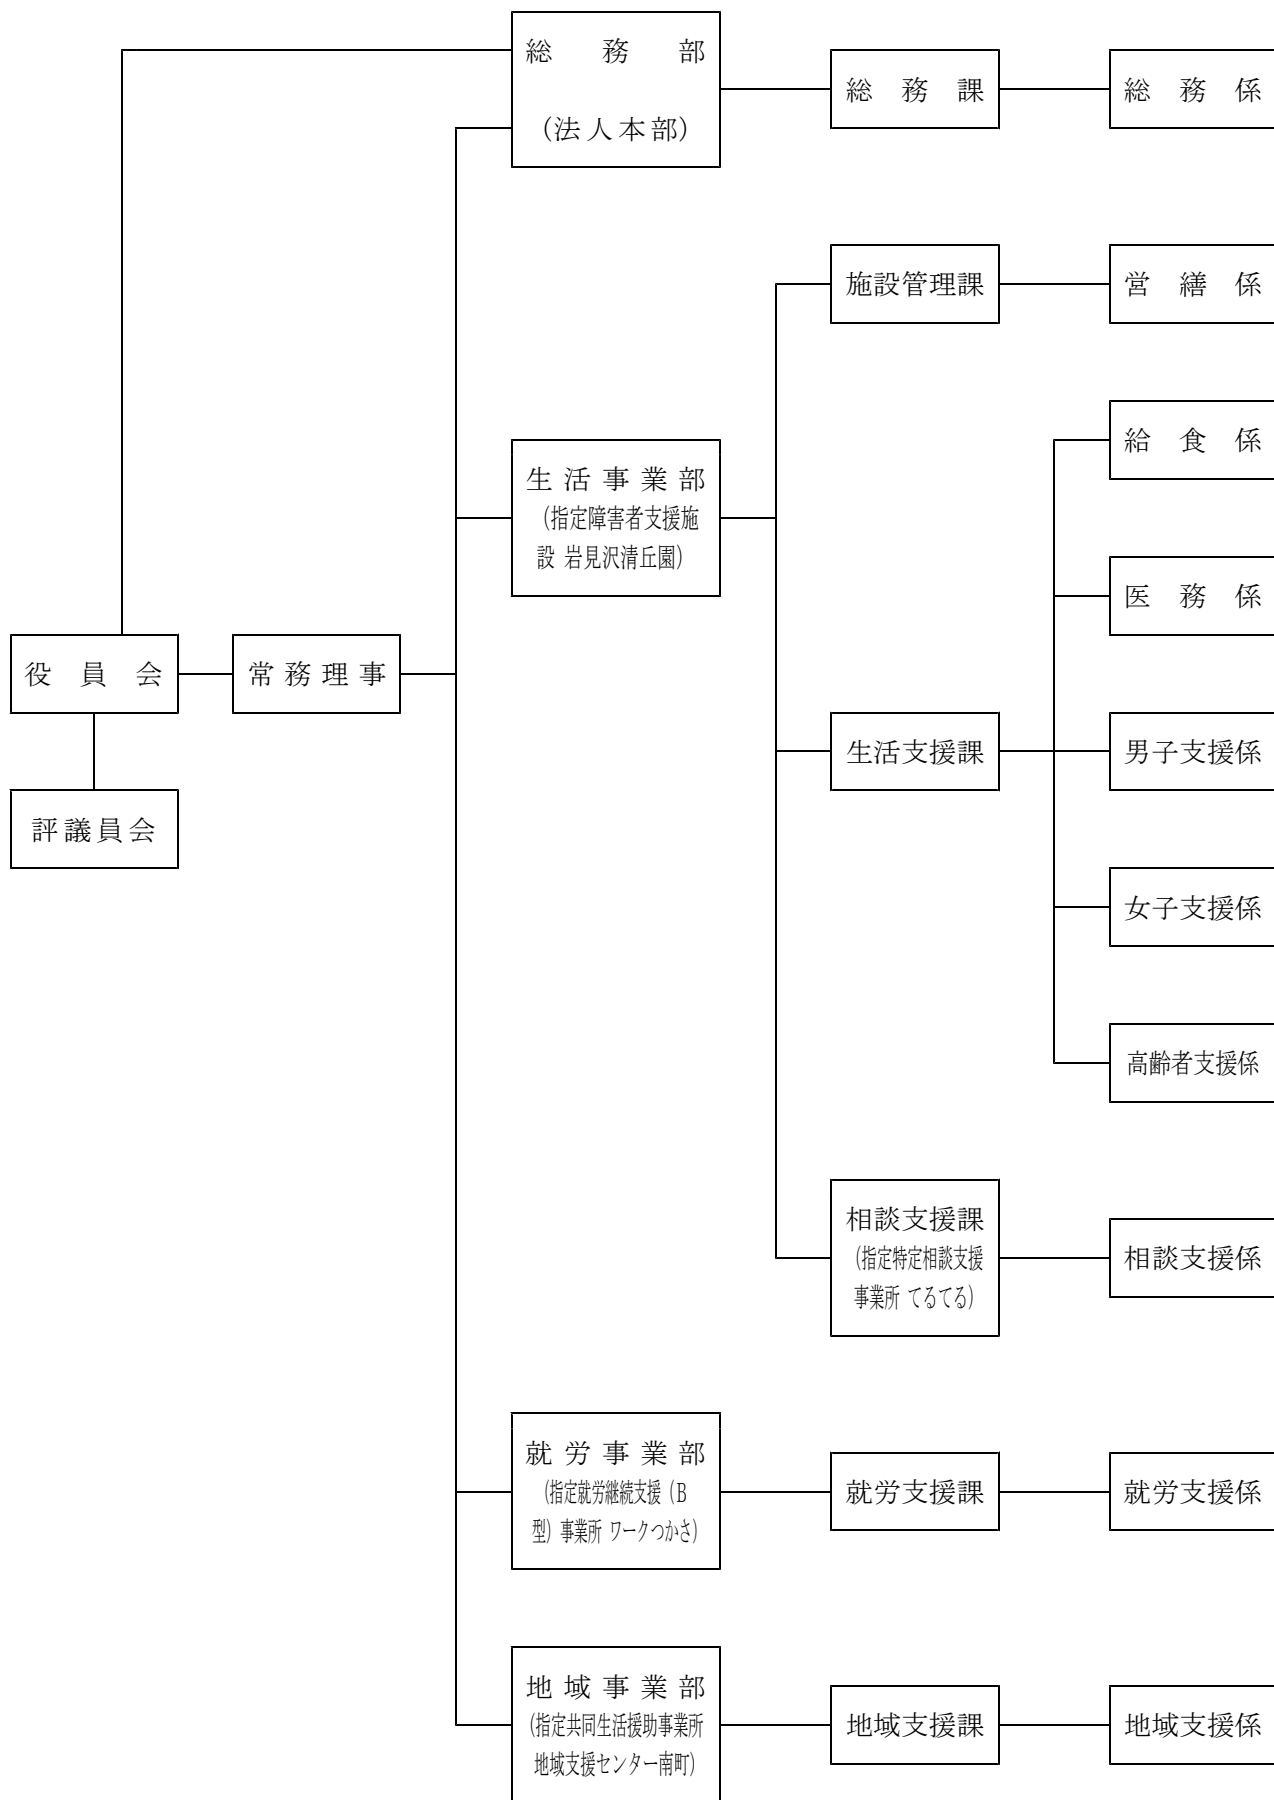 総務部
(法人本部)
総務課
総務係
施設管理課
営繕係
給食係
生活事業部
(指定障害者支援施
設 岩見沢清丘園)
医務係
役員会
常務理事
生活支援課
男子支援係
評議員会
女子支援係
高齢者支援係
相談支援課
(指定特定相談支援
事業所 てるてる)
相談支援係
就労事業部
(指定就労継続支援(B
型)事業所 ワークつかさ)
就労支援課
就労支援係
地域事業部
(指定共同生活援助事業所
地域支援センター南町)
地域支援課
地域支援係